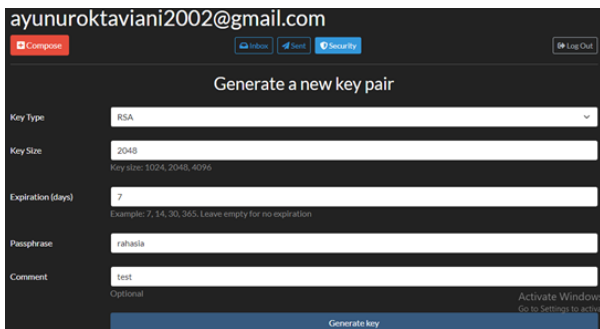 ayunuroktaviani2002@gmail.com
Compose Inbox Sent Security Log Out
Generate a new key pair
Key Type RSA
Key Size 2048
Key size: 1024, 2048, 4096
Expiration (days) 7
Example: 7, 14, 30, 365. Leave empty for no expiration
Passphrase rahasia
Comment test
Optional
Activate Windows
Go to Settings to activa
Generate key